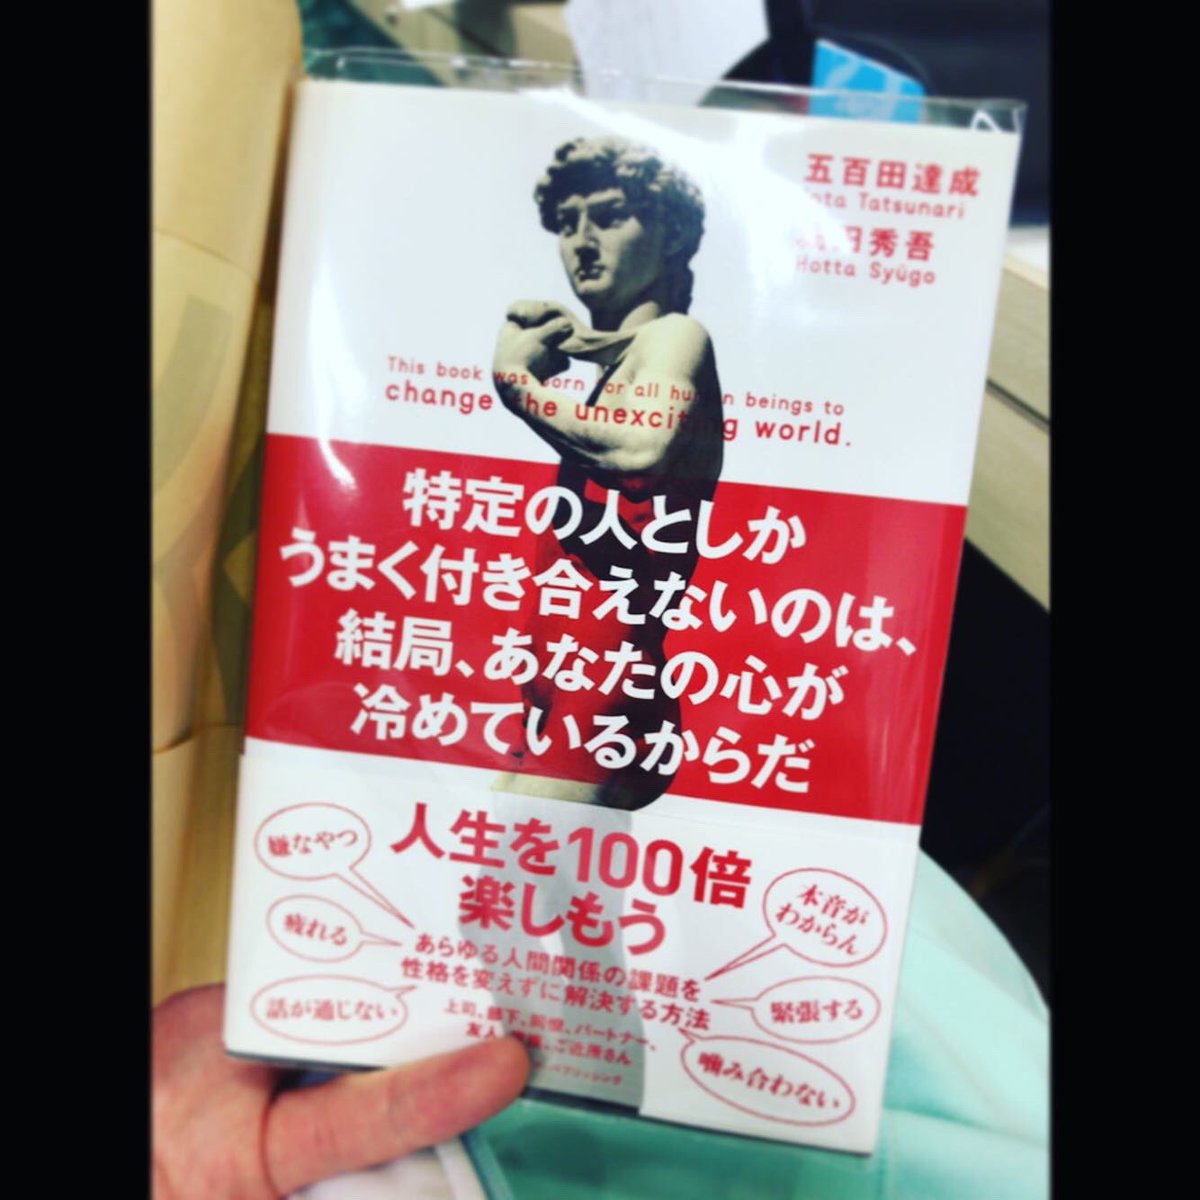 五百田達成
Tatsunari
田秀吾
Hotta Syūgo
This book was born for all human beings to
change the unexciting world.
特定の人としか
うまく付き合えないのは、
結局、あなたの心が
冷めているからだ
人生を100倍
楽しもう
嫌なやつ
疲れる
話が通じない
本音が
わからん
緊張する
噛み合わない
あらゆる人間関係の課題を
性格を変えずに解決する方法
上司、部下、同僚、パートナー、
友人、ご近所さん